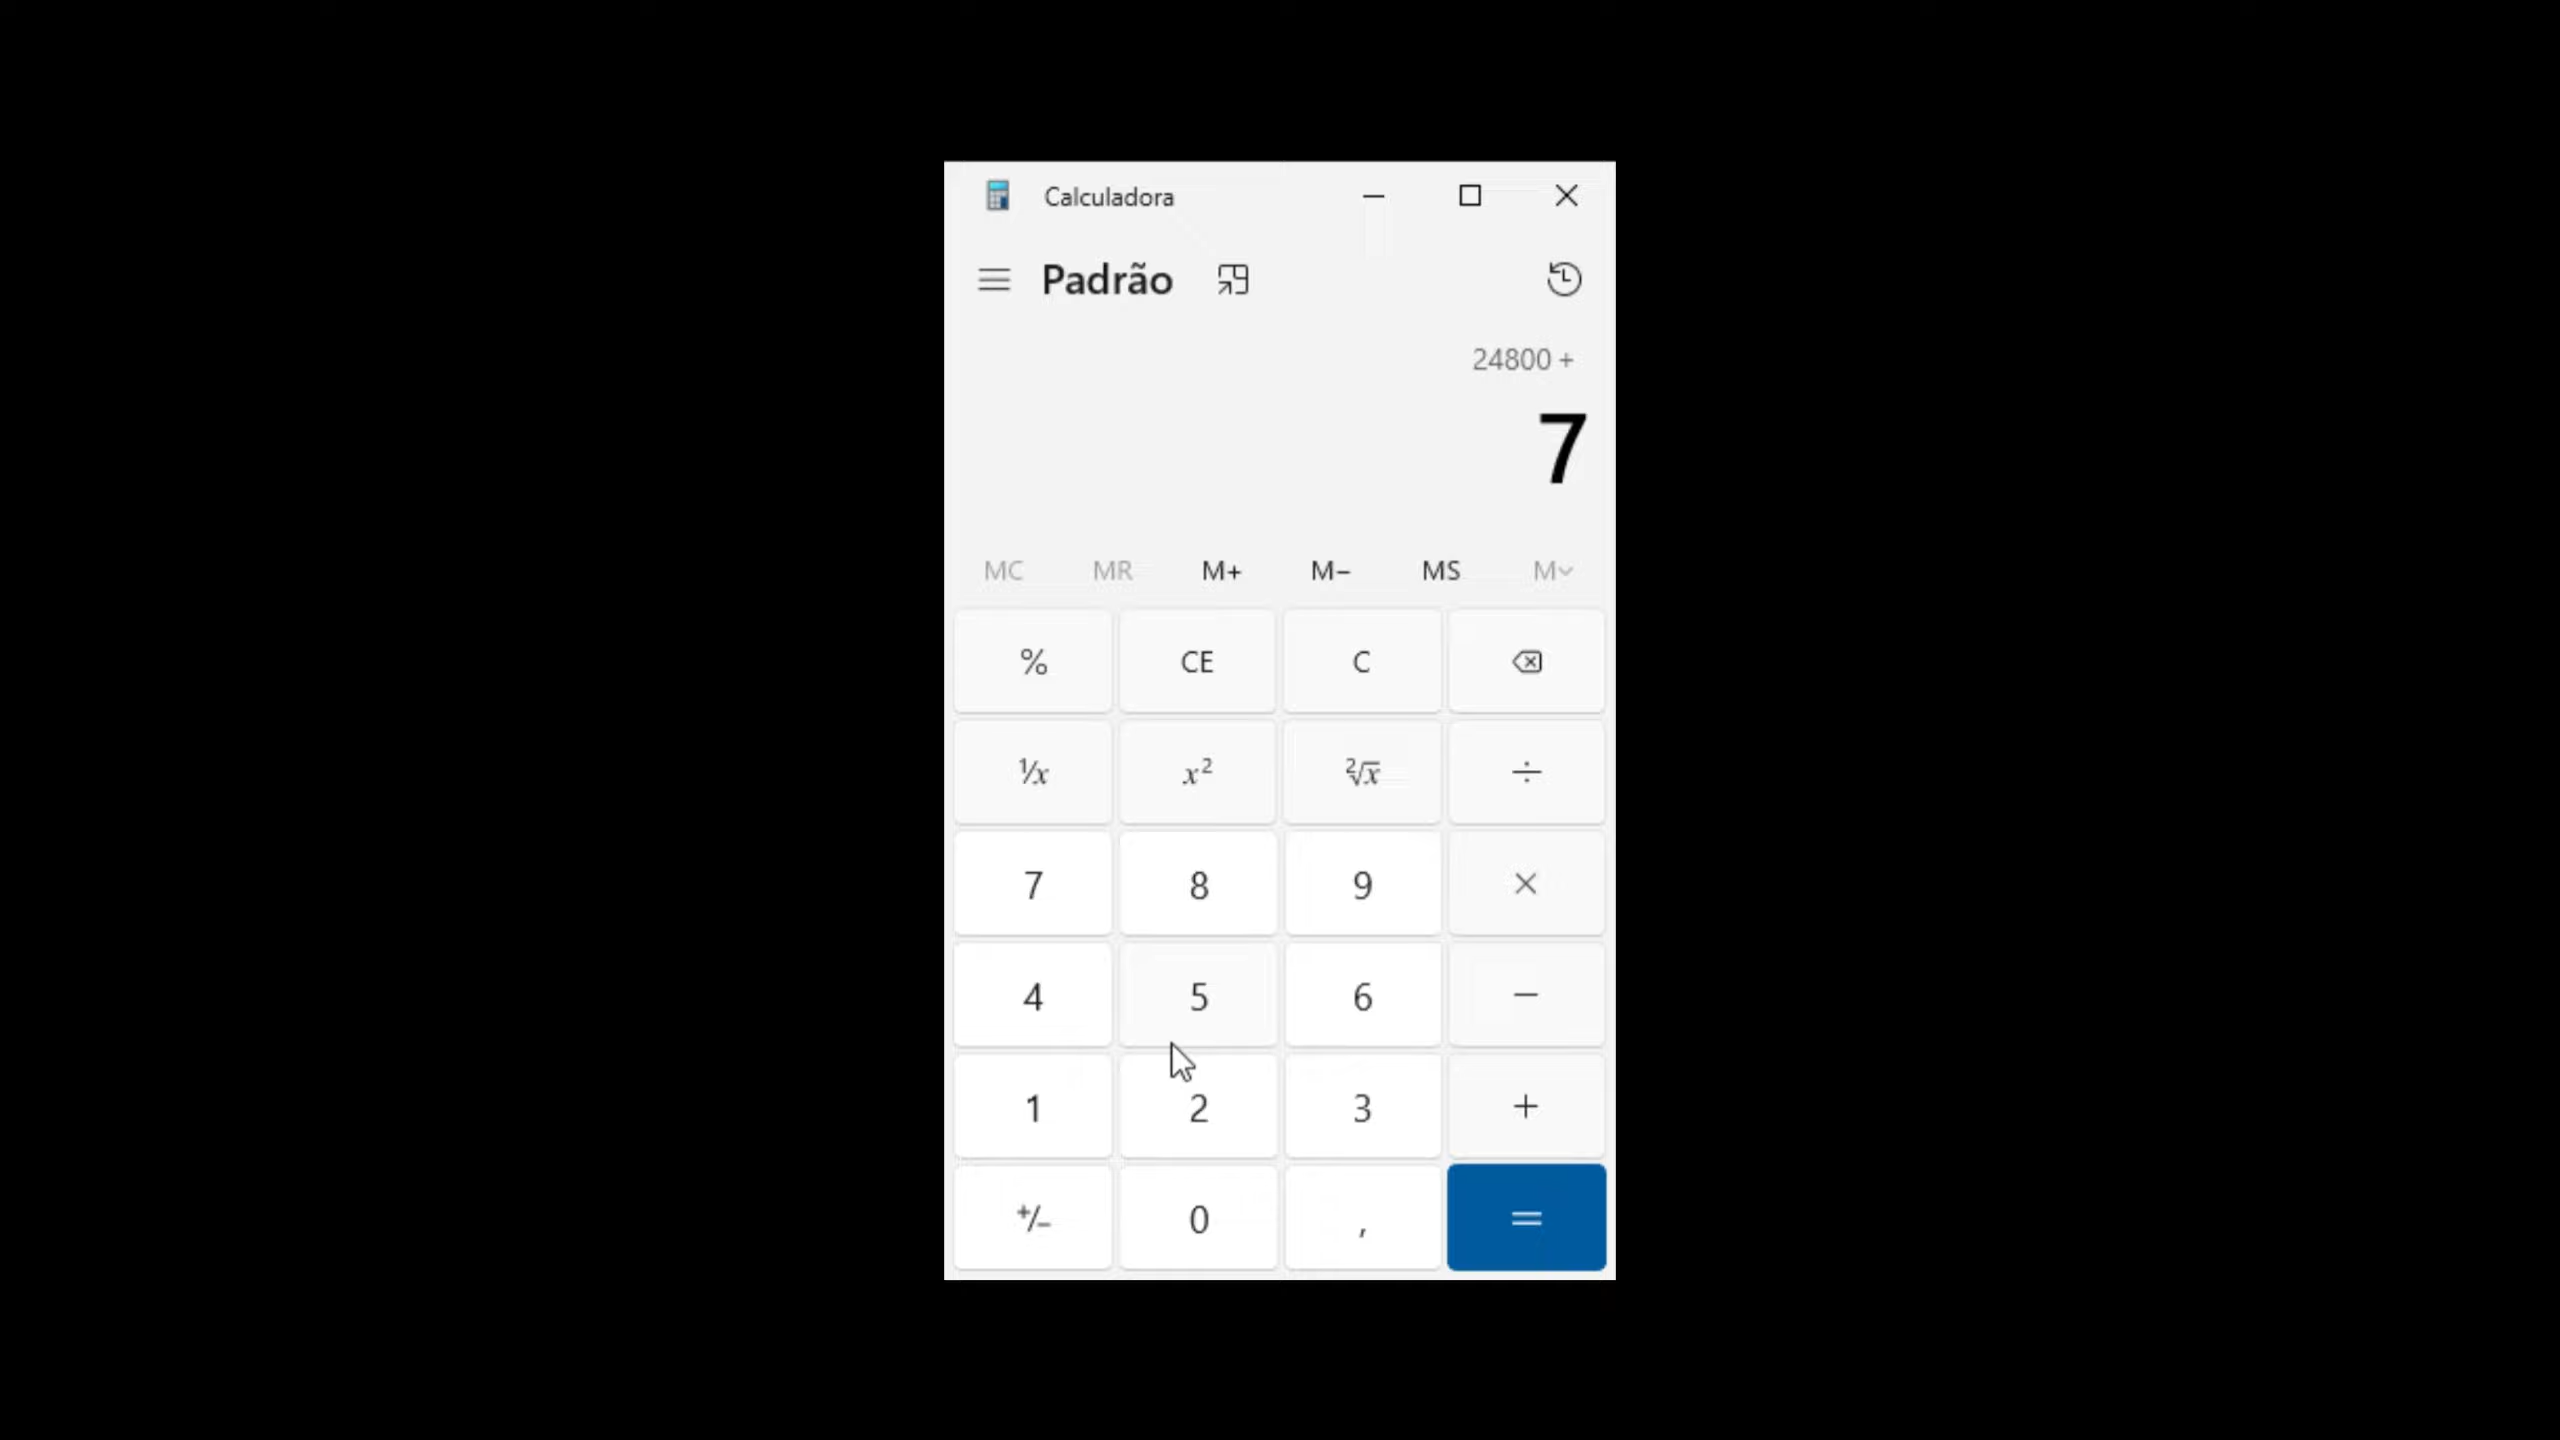 Calculadora
Padrão
24800 +
7
MC MR M+ M− MS M
% CE C
¹/x x² ²√x ÷
7 8 9 ×
4 5 6 −
1 2 3 +
+/− 0 , =